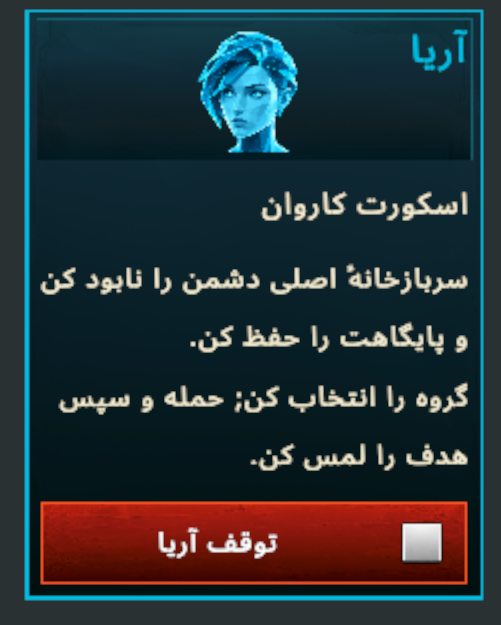 آریا
اسکورت کاروان
سربازخانهٔ اصلی دشمن را نابود کن
و پایگاهت را حفظ کن.
گروه را انتخاب کن; حمله و سپس
هدف را لمس کن.
توقف آریا